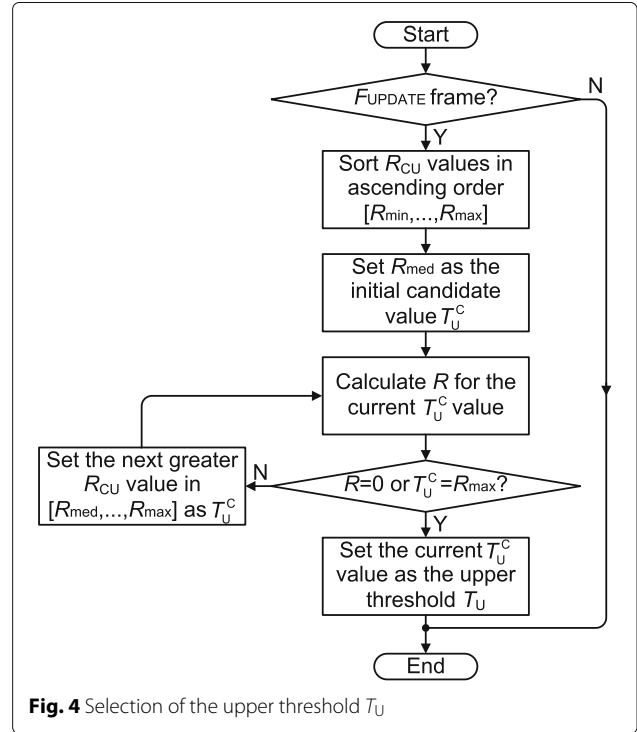 Start
FUPDATE frame?
N
Y
Sort RCU values in
ascending order
[Rmin,...,Rmax]
Set Rmed as the
initial candidate
value TUC
Calculate R for the
current TUC value
Set the next greater
RCU value in
[Rmed,...,Rmax] as TUC
N
R=0 or TUC=Rmax?
Y
Set the current TUC
value as the upper
threshold TU
End
Fig. 4 Selection of the upper threshold TU